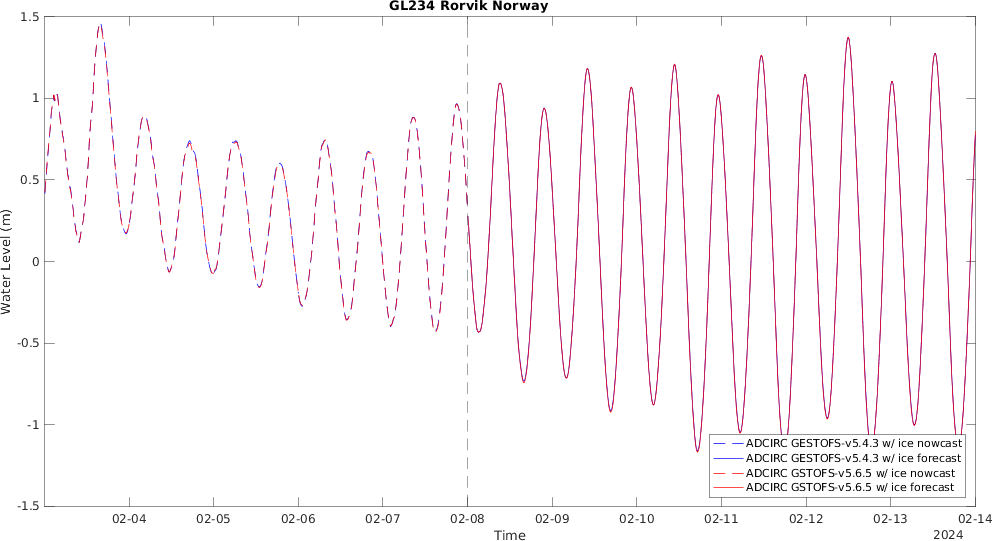 GL234 Rorvik Norway
1.5
1
0.5
0
-0.5
-1
-1.5
Water Level (m)
02-04 02-05 02-06 02-07 02-08 02-09 02-10 02-11 02-12 02-13 02-14
Time
2024
ADCIRC GESTOFS-v5.4.3 w/ ice nowcast
ADCIRC GESTOFS-v5.4.3 w/ ice forecast
ADCIRC GSTOFS-v5.6.5 w/ ice nowcast
ADCIRC GSTOFS-v5.6.5 w/ ice forecast